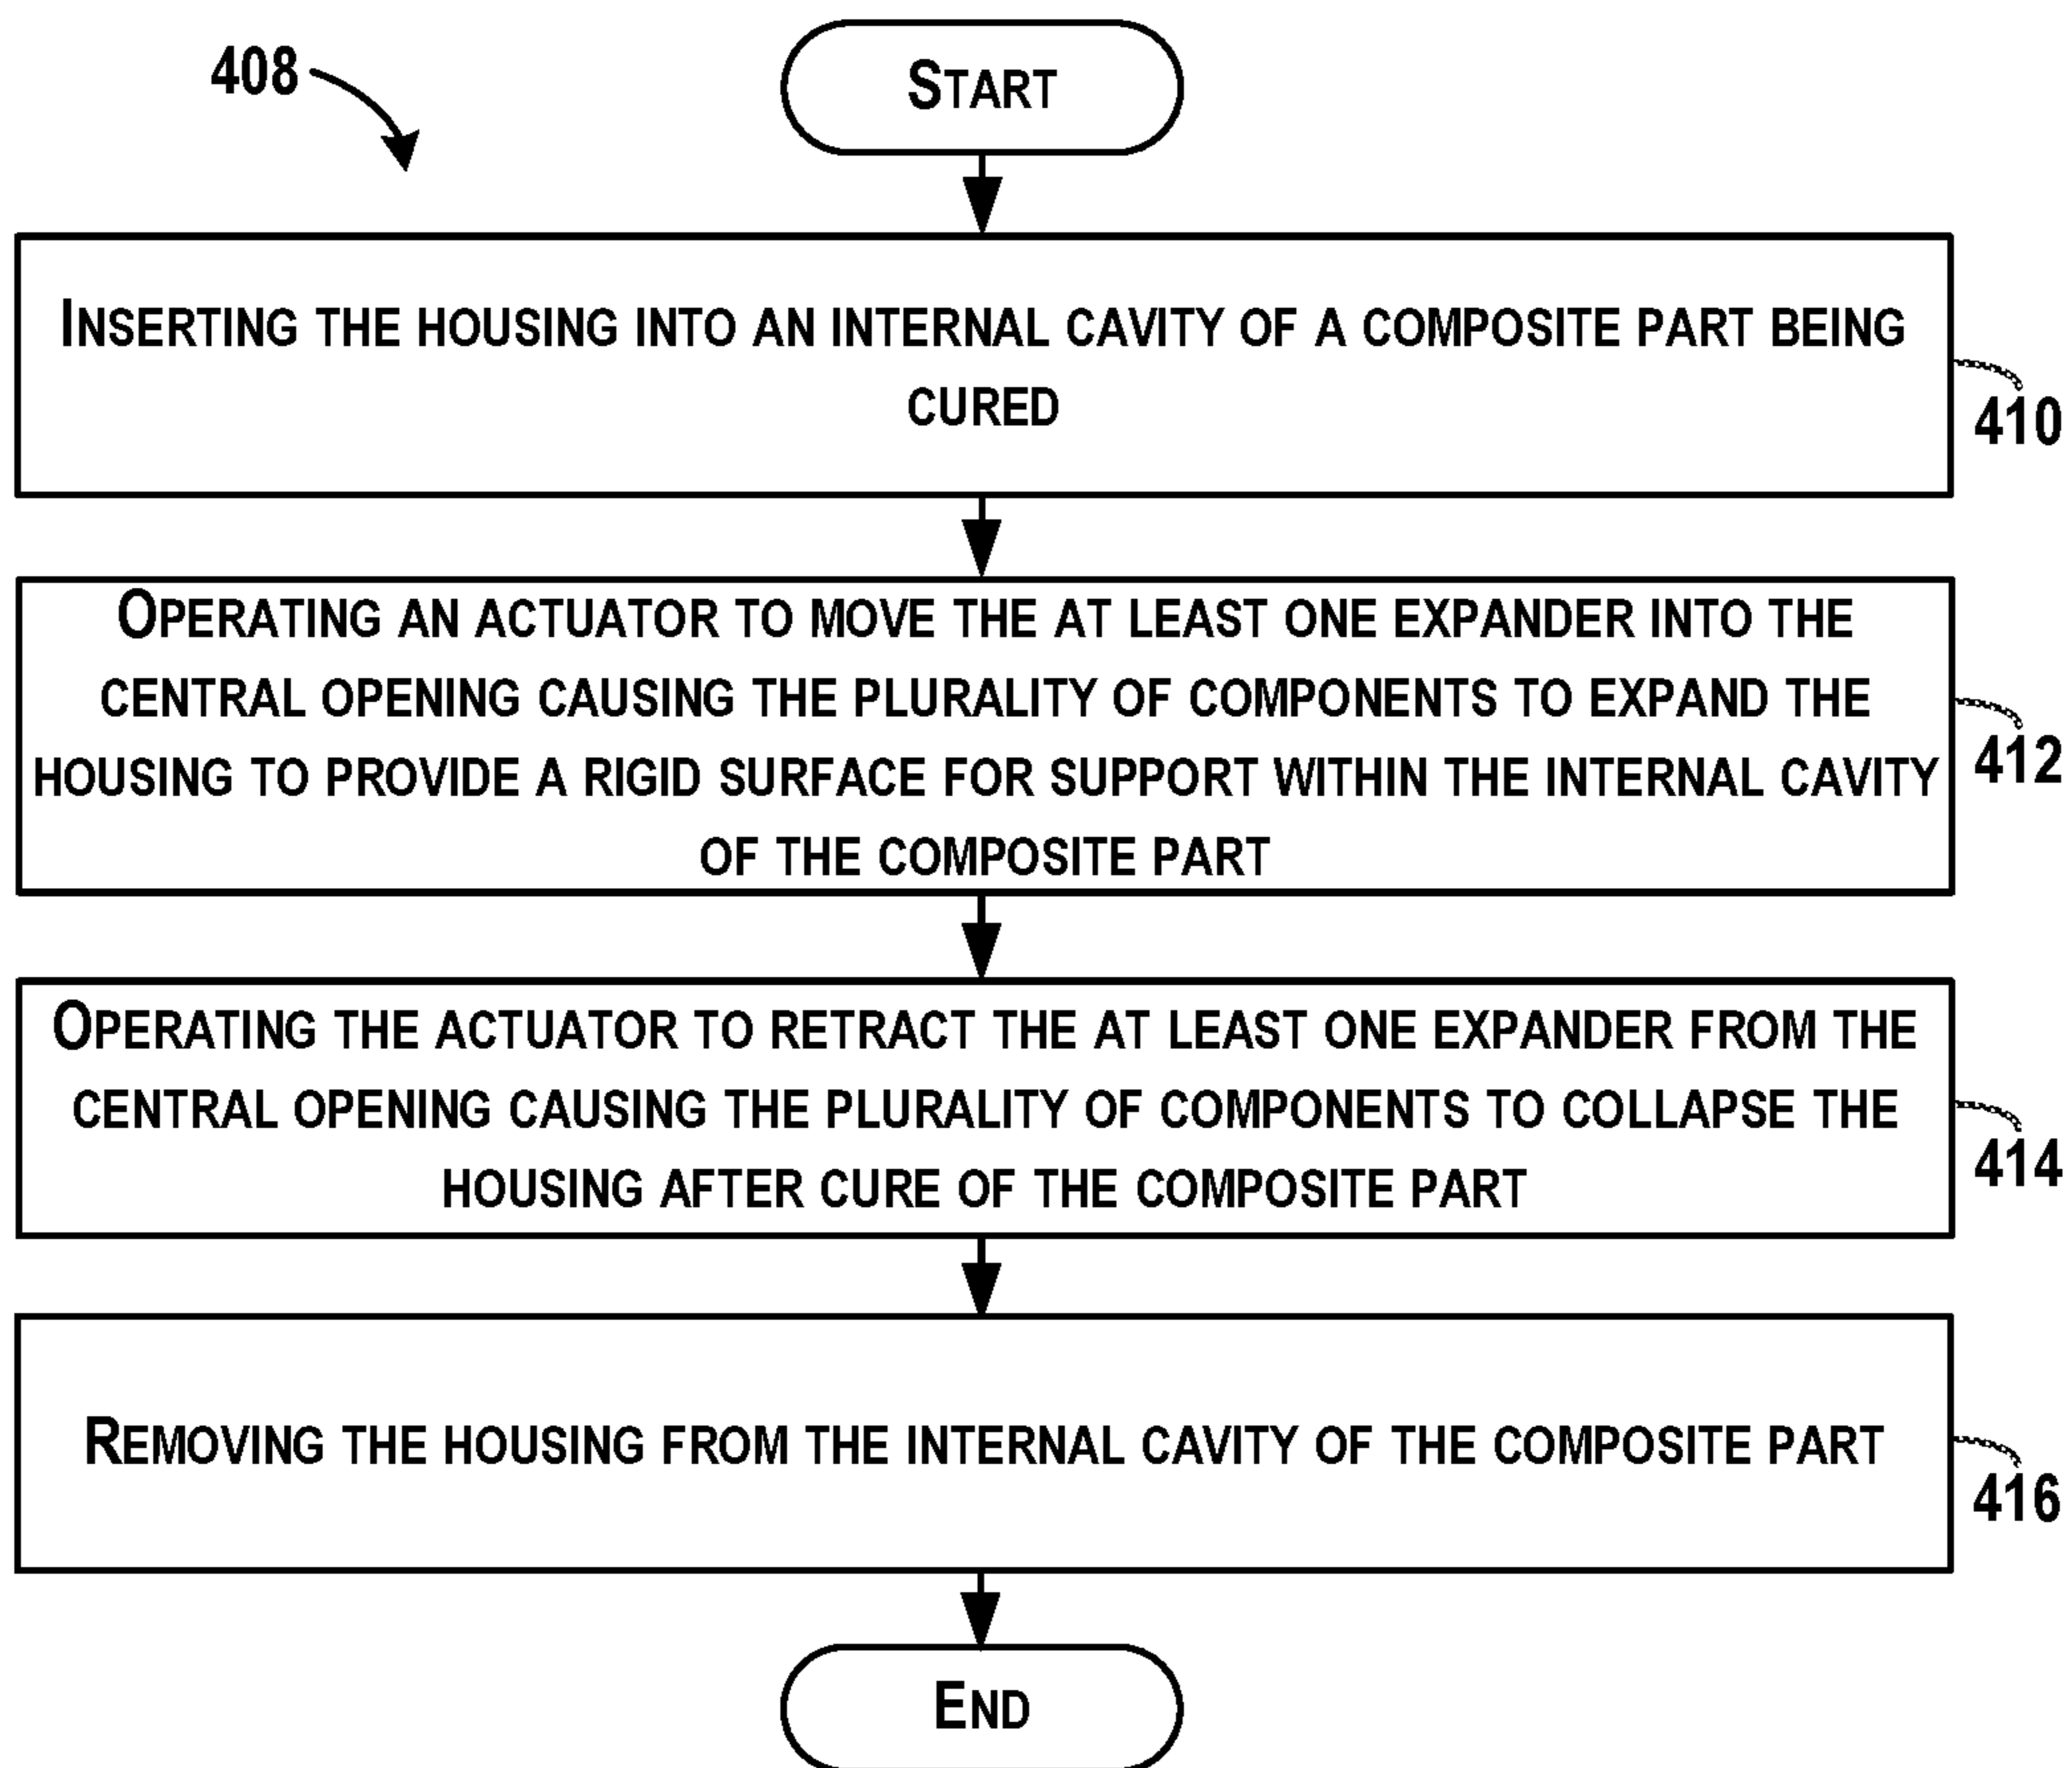 408
START
INSERTING THE HOUSING INTO AN INTERNAL CAVITY OF A COMPOSITE PART BEING
CURED
410
OPERATING AN ACTUATOR TO MOVE THE AT LEAST ONE EXPANDER INTO THE
CENTRAL OPENING CAUSING THE PLURALITY OF COMPONENTS TO EXPAND THE
HOUSING TO PROVIDE A RIGID SURFACE FOR SUPPORT WITHIN THE INTERNAL CAVITY
OF THE COMPOSITE PART
412
OPERATING THE ACTUATOR TO RETRACT THE AT LEAST ONE EXPANDER FROM THE
CENTRAL OPENING CAUSING THE PLURALITY OF COMPONENTS TO COLLAPSE THE
HOUSING AFTER CURE OF THE COMPOSITE PART
414
REMOVING THE HOUSING FROM THE INTERNAL CAVITY OF THE COMPOSITE PART
416
END